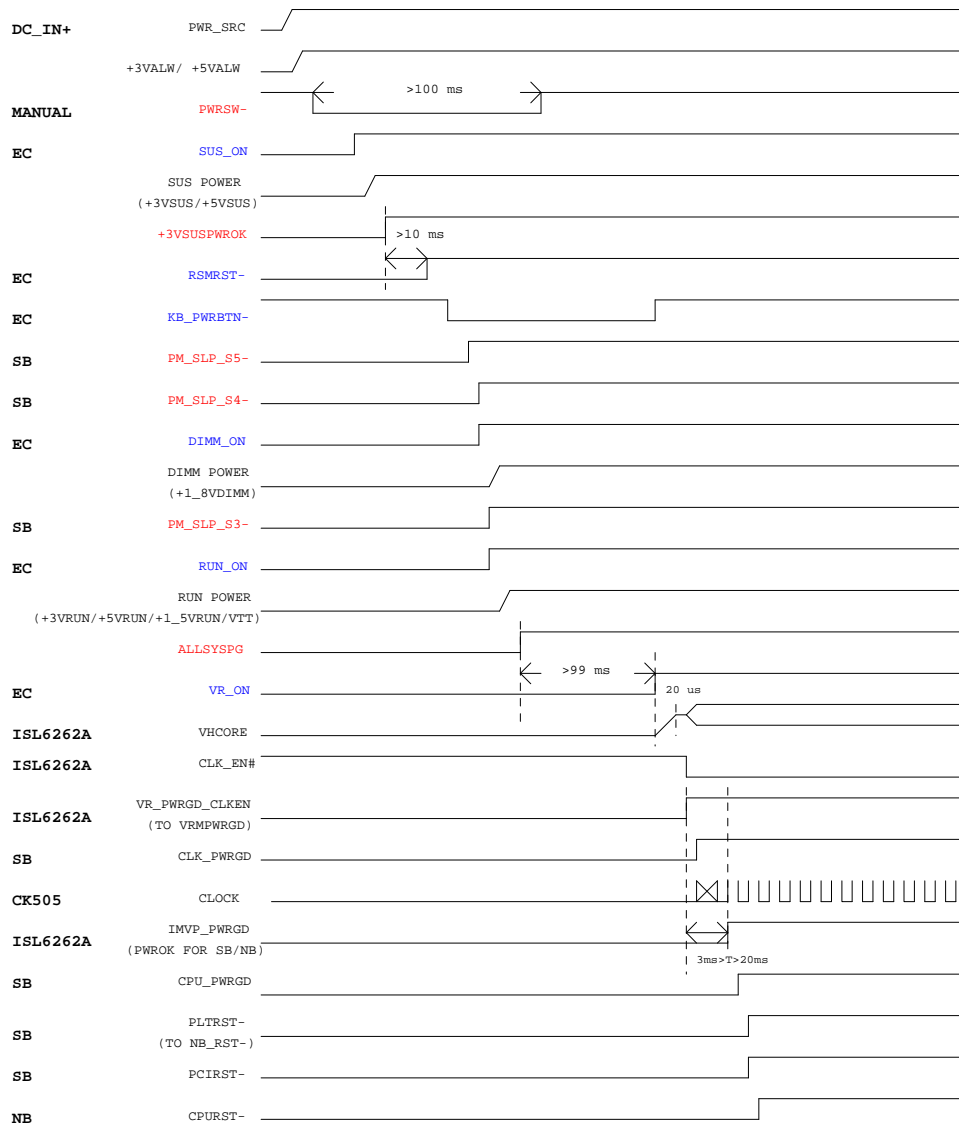 DC_IN+ PWR_SRC
+3VALW/ +5VALW
>100 ms
MANUAL PWRSW-
EC SUS_ON
SUS POWER
(+3VSUS/+5VSUS)
+3VSUSPWROK >10 ms
EC RSMRST-
EC KB_PWRBTN-
SB PM_SLP_S5-
SB PM_SLP_S4-
EC DIMM_ON
DIMM POWER
(+1_8VDIMM)
SB PM_SLP_S3-
EC RUN_ON
RUN POWER
(+3VRUN/+5VRUN/+1_5VRUN/VTT)
ALLSYSPG
>99 ms
EC VR_ON 20 us
ISL6262A VHCORE
ISL6262A CLK_EN#
VR_PWRGD_CLKEN
ISL6262A (TO VRMPWRGD)
SB CLK_PWRGD
CK505 CLOCK
IMVP_PWRGD
ISL6262A (PWROK FOR SB/NB)
3ms>T>20ms
SB CPU_PWRGD
PLTRST-
SB (TO NB_RST-)
SB PCIRST-
NB CPURST-